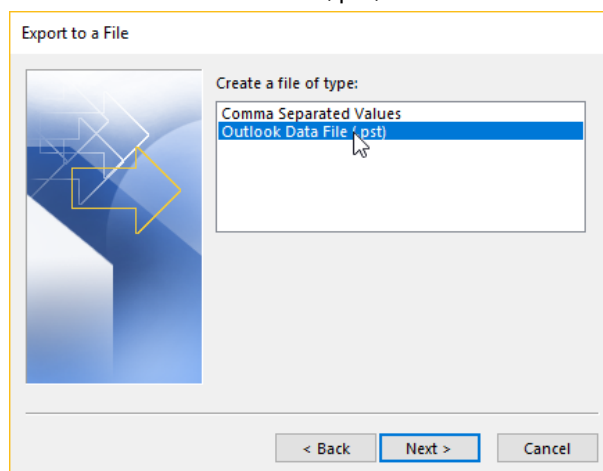 Export to a File
Create a file of type:
Comma Separated Values
Outlook Data File (.pst)
< Back
Next >
Cancel